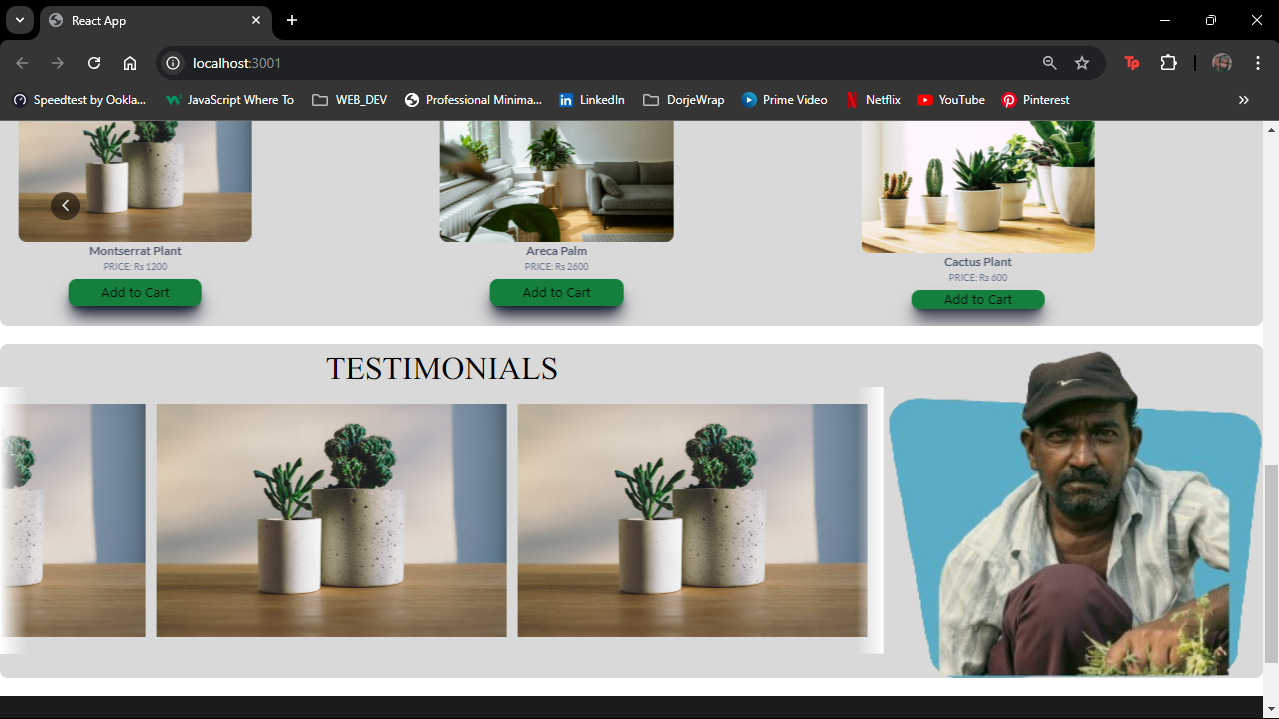 React App
localhost:3001
Tp
Speedtest by Ookla...
JavaScript Where To
WEB_DEV
Professional Minima...
LinkedIn
DorjeWrap
Prime Video
Netflix
YouTube
Pinterest
Montserrat Plant
PRICE: Rs 1200
Add to Cart
Areca Palm
PRICE: Rs 2600
Add to Cart
Cactus Plant
PRICE: Rs 600
Add to Cart
TESTIMONIALS